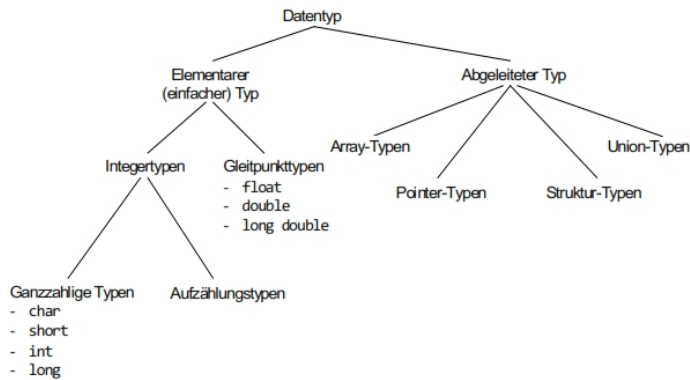 Datentyp
Elementarer
(einfacher) Typ
Abgeleiteter Typ
Array-Typen
Union-Typen
Integertypen
Gleitpunkttypen
- float
- double
- long double
Pointer-Typen
Struktur-Typen
Ganzzahlige Typen
- char
- short
- int
- long
Aufzählungstypen